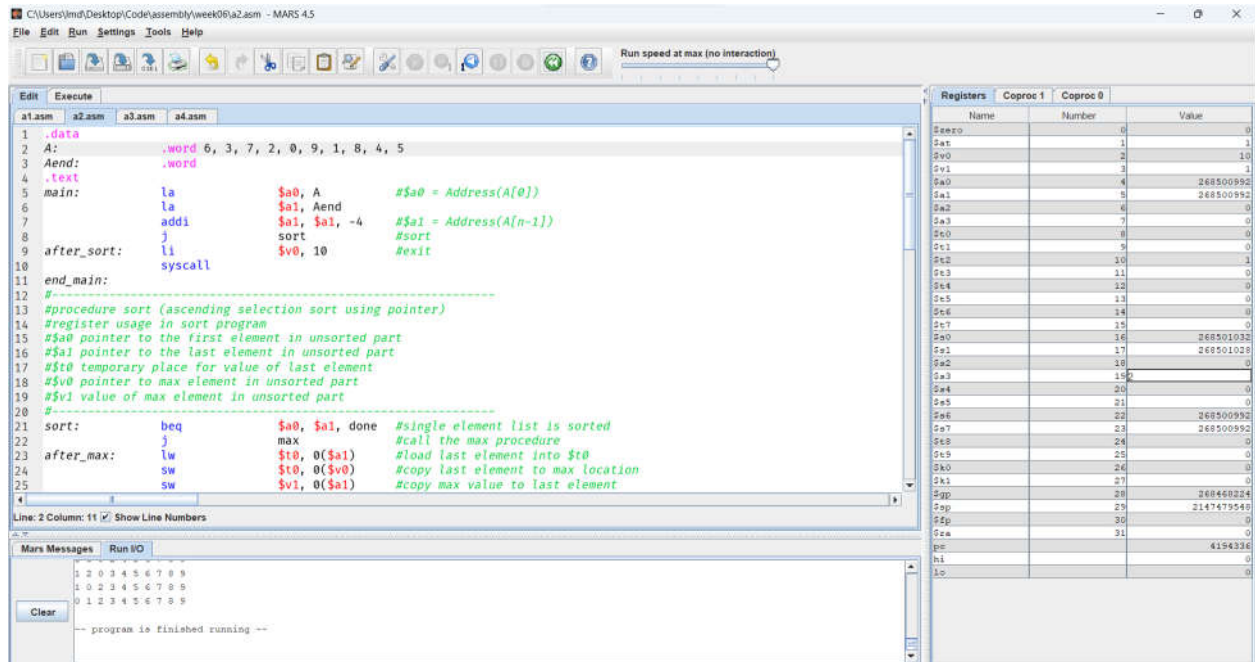 C:\Users\lmd\Desktop\Code\assembly\week06\a2.asm - MARS 4.5
File Edit Run Settings Tools Help
Run speed at max (no interaction)
Edit Execute
a1.asm a2.asm a3.asm a4.asm
1 .data
2 A: .word 6, 3, 7, 2, 0, 9, 1, 8, 4, 5
3 Aend: .word
4 .text
5 main: la $a0, A #$a0 = Address(A[0])
6 la $a1, Aend
7 addi $a1, $a1, -4 #$a1 = Address(A[n-1])
8 j sort #sort
9 after_sort: li $v0, 10 #exit
10 syscall
11 end_main:
12 #--------------------------------------------------------------
13 #procedure sort (ascending selection sort using pointer)
14 #register usage in sort program
15 #$a0 pointer to the first element in unsorted part
16 #$a1 pointer to the last element in unsorted part
17 #$t0 temporary place for value of last element
18 #$v0 pointer to max element in unsorted part
19 #$v1 value of max element in unsorted part
20 #--------------------------------------------------------------
21 sort: beq $a0, $a1, done #single element list is sorted
22 j max #call the max procedure
23 after_max: lw $t0, 0($a1) #load last element into $t0
24 sw $t0, 0($v0) #copy last element to max location
25 sw $v1, 0($a1) #copy max value to last element
Line: 2 Column: 11 Show Line Numbers
Mars Messages Run I/O
1 2 0 3 4 5 6 7 8 9
1 0 2 3 4 5 6 7 8 9
0 1 2 3 4 5 6 7 8 9
Clear
-- program is finished running --
Registers Coproc 1 Coproc 0
Name Number Value
$zero 0 0
$at 1 1
$v0 2 10
$v1 3 1
$a0 4 268500992
$a1 5 268500992
$a2 6 0
$a3 7 0
$t0 8 0
$t1 9 0
$t2 10 1
$t3 11 0
$t4 12 0
$t5 13 0
$t6 14 0
$t7 15 0
$s0 16 268501032
$s1 17 268501028
$s2 18 0
$s3 19
$s4 20 0
$s5 21 0
$s6 22 268500992
$s7 23 268500992
$t8 24 0
$t9 25 0
$k0 26 0
$k1 27 0
$gp 28 268468224
$sp 29 2147479548
$fp 30 0
$ra 31 0
pc 4194336
hi 0
lo 0